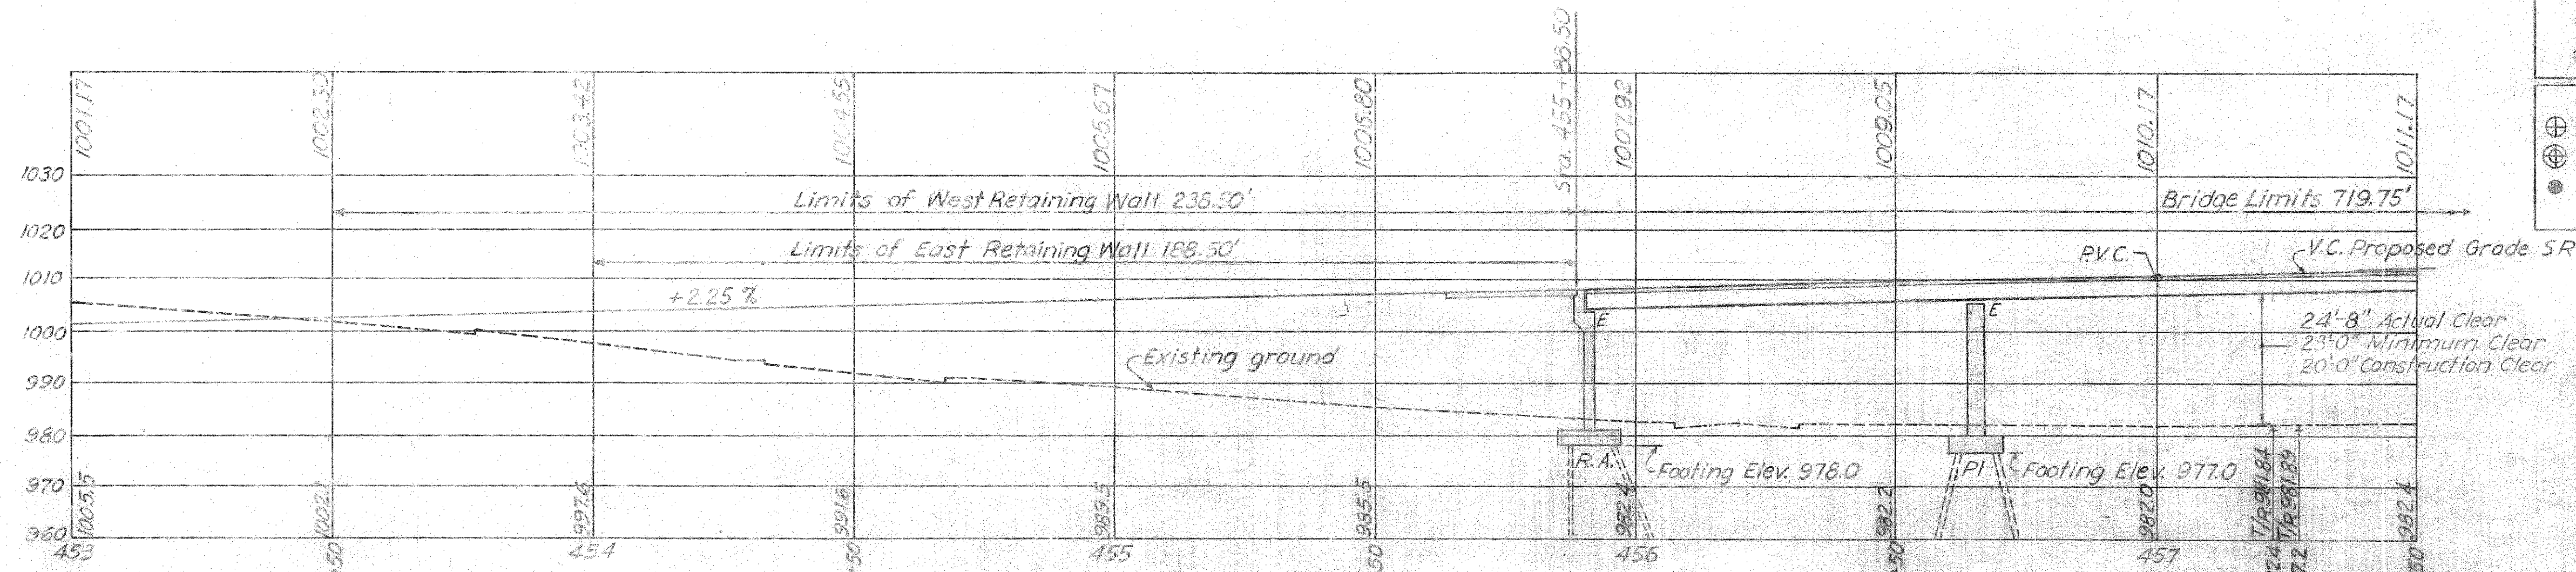 1001.17
1002.30
1003.42
1004.55
1005.67
1006.80
Sta. 455+88.50
1007.92
1009.05
1010.17
1011.17
1030
Limits of West Retaining Wall 238.50'
Bridge Limits 719.75'
1020
Limits of East Retaining Wall 188.50'
P.V.C.
V.C. Proposed Grade SR
1010
+2.25 %
E
E
24'-8" Actual Clear
1000
23'-0" Minimum Clear
Existing ground
20'-0" Construction Clear
990
980
R.A.
Footing Elev. 978.0
P1
Footing Elev. 977.0
970
T/R 981.84
T/R 981.89
960
1005.5
1002.1
997.6
991.6
989.5
985.5
982.4
982.2
982.0
982.4
453
+50
454
+50
455
50
456
+50
457
50